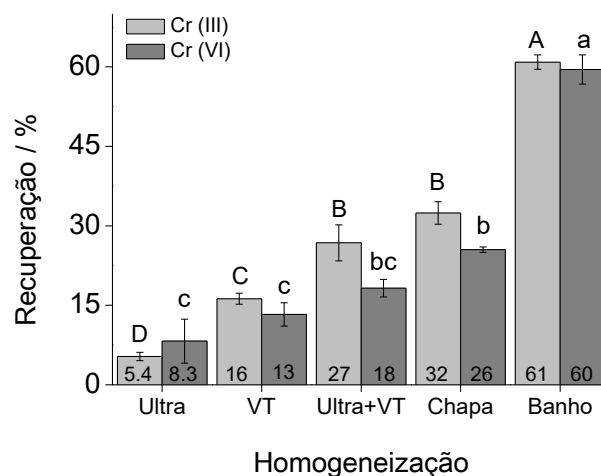 Cr (III)
Cr (VI)
Recuperação / %
60
45
30
15
0
D
c
C
c
B
bc
B
b
A
a
5.4
8.3
16
13
27
18
32
26
61
60
Ultra
VT
Ultra+VT
Chapa
Banho
Homogeneização